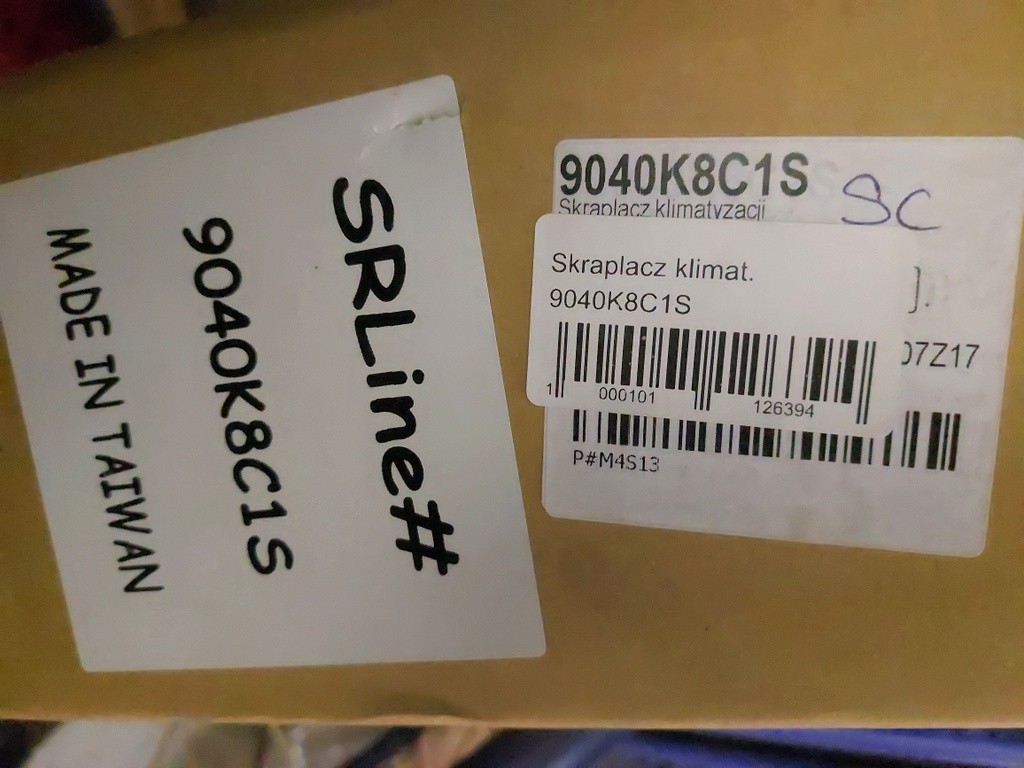 SRLine#
9040K8C1S
MADE IN TAIWAN
9040K8C1S
SC
Skraplacz klimatyzacji
Skraplacz klimat.
9040K8C1S
].
07Z17
1 000101 126394
P#M4S13